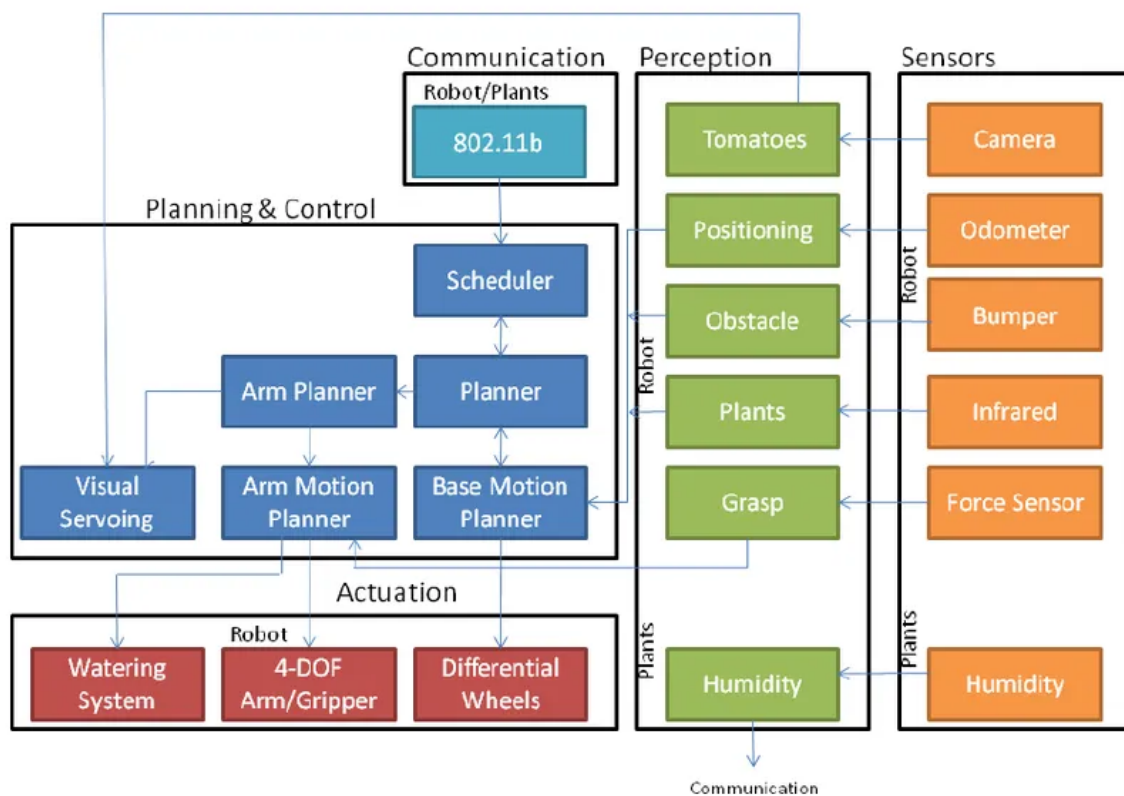 Communication
Robot/Plants
802.11b
Planning & Control
Scheduler
Arm Planner
Planner
Visual
Servoing
Arm Motion
Planner
Base Motion
Planner
Actuation
Robot
Watering
System
4-DOF
Arm/Gripper
Differential
Wheels
Perception
Tomatoes
Positioning
Obstacle
Robot
Plants
Grasp
Plants
Humidity
Communication
Sensors
Camera
Odometer
Robot
Bumper
Infrared
Force Sensor
Plants
Humidity